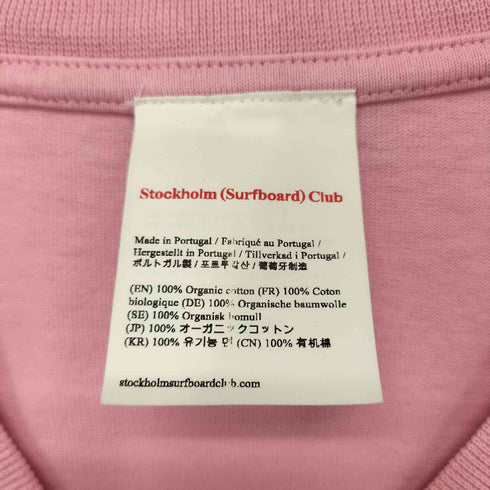 Stockholm (Surfboard) Club
Made in Portugal / Fabriqué au Portugal /
Hergestellt in Portugal / Tillverkad i Portugal /
ポルトガル製 / 포르투갈산 / 葡萄牙制造
(EN) 100% Organic cotton (FR) 100% Coton
biologique (DE) 100% Organische baumwolle
(SE) 100% Organisk bomull
(JP) 100% オーガニックコットン
(KR) 100% 유기농 면 (CN) 100% 有机棉
stockholmsurfboardclub.com